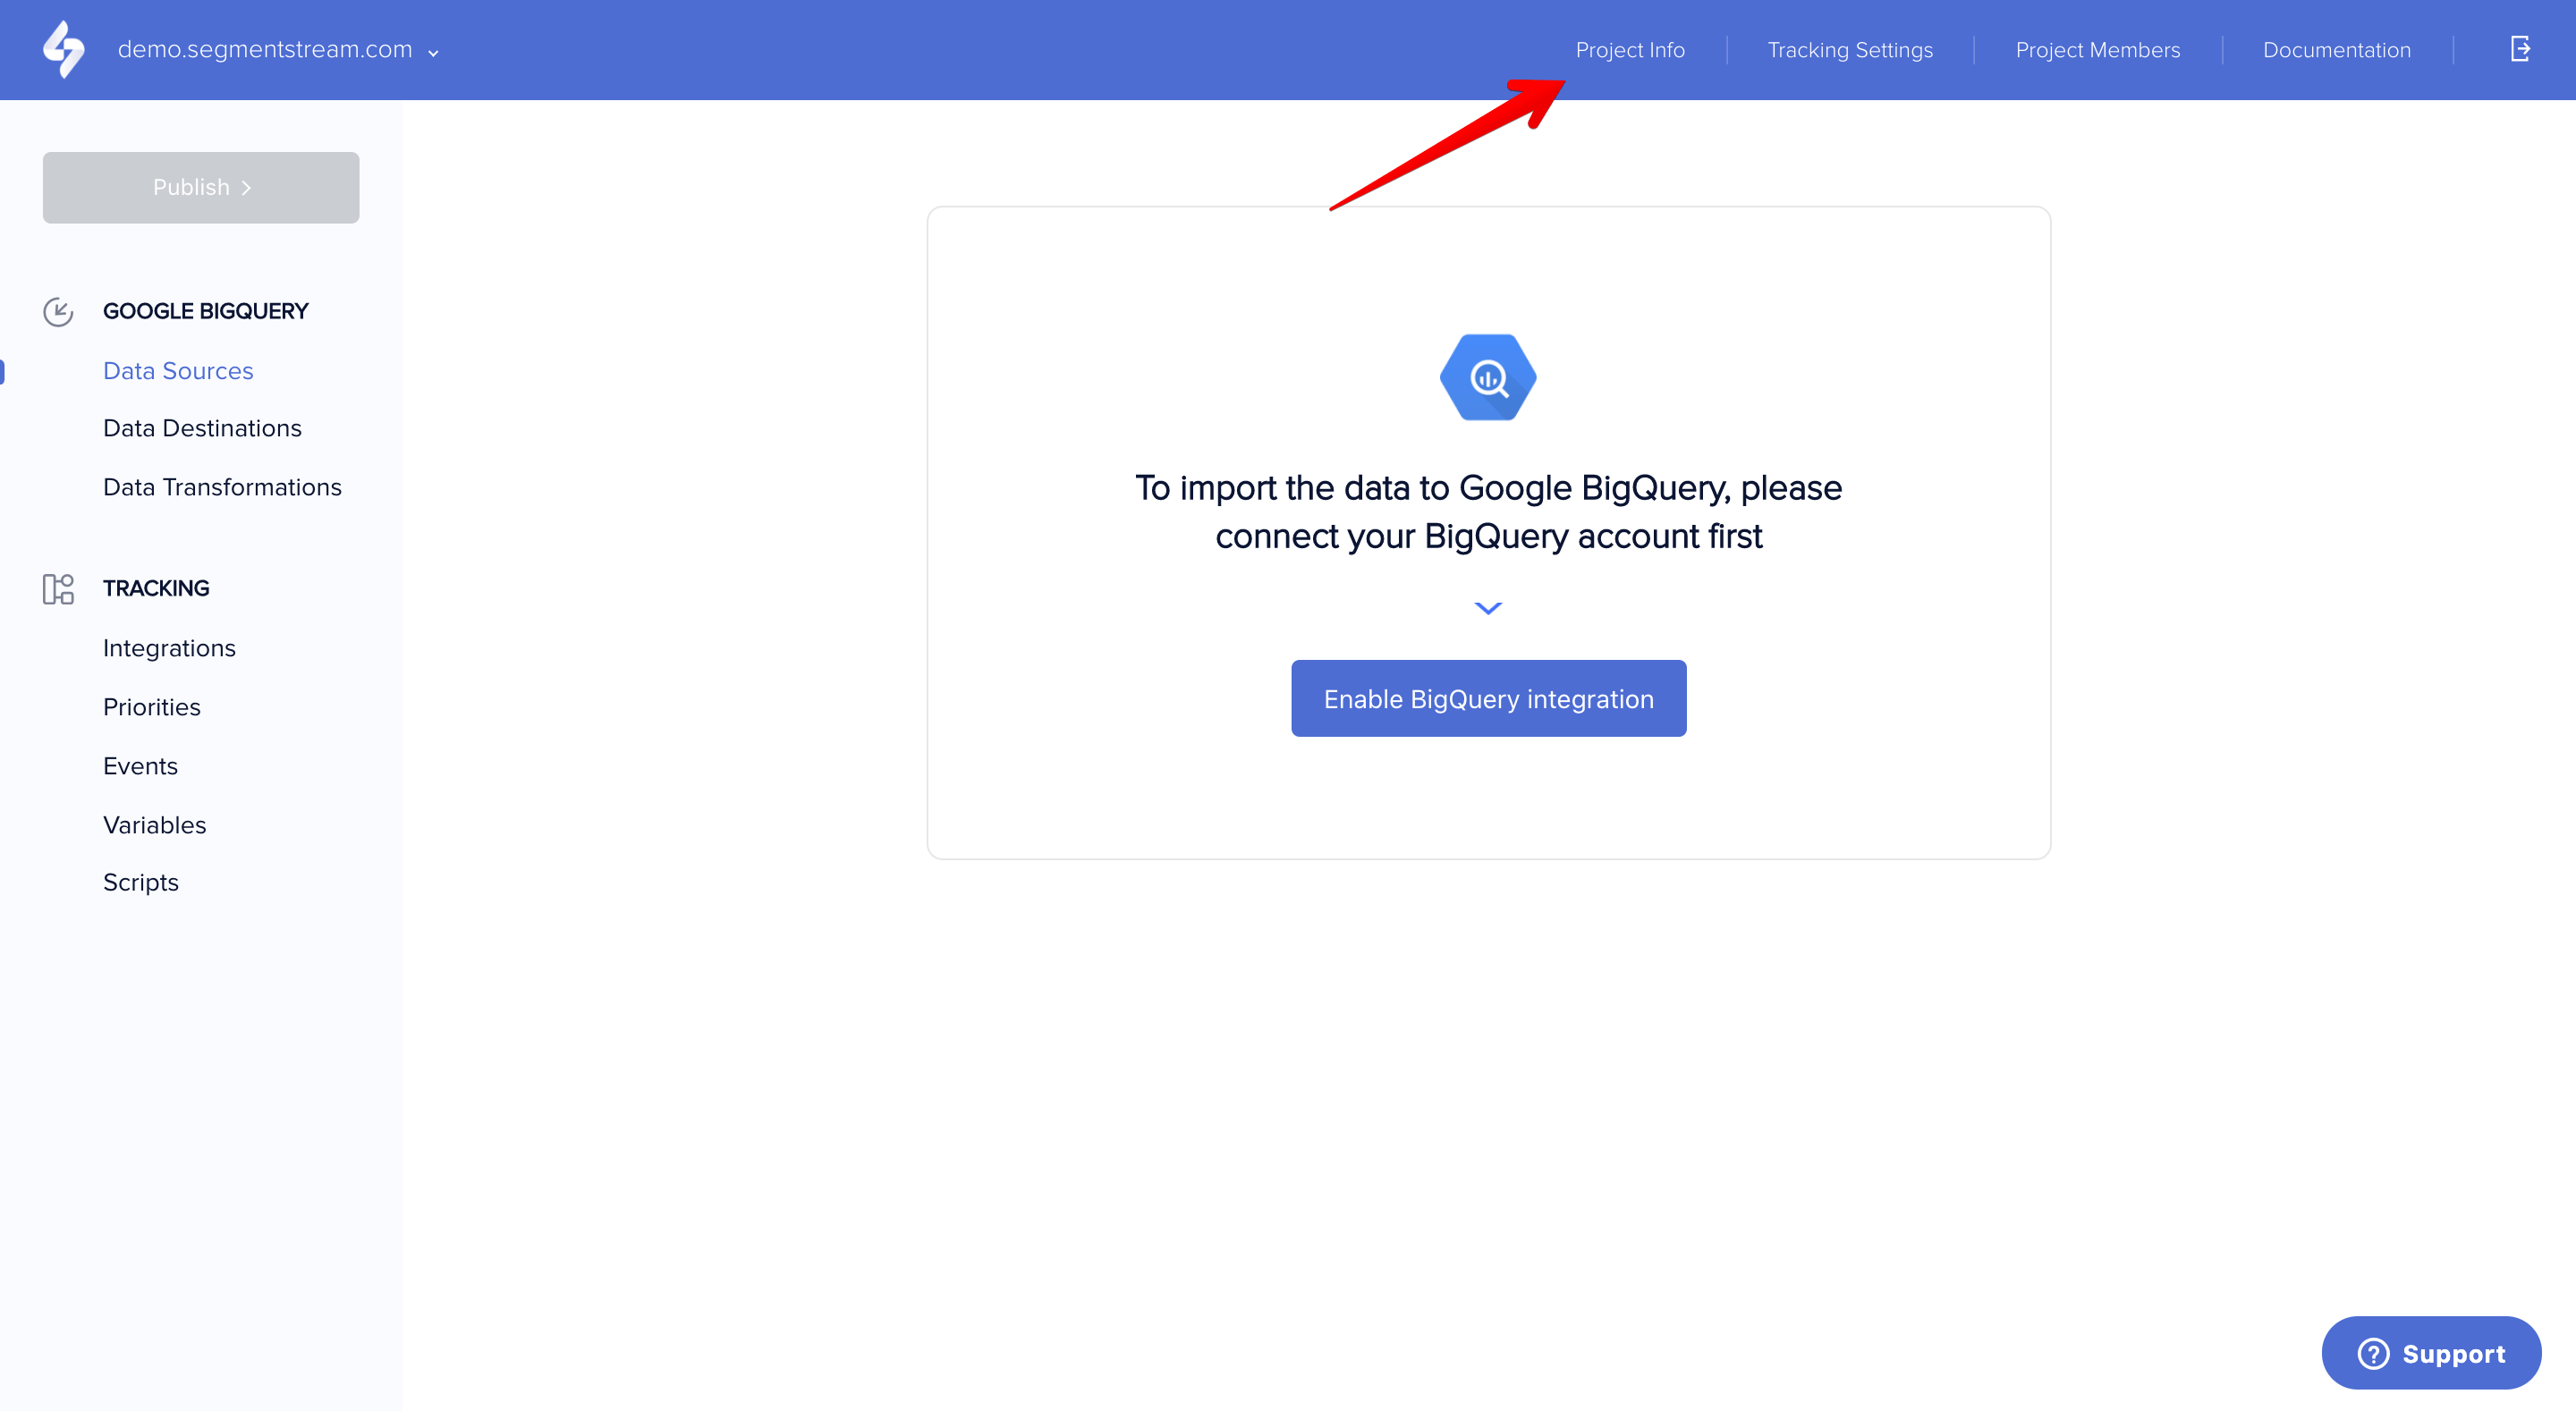 demo.segmentstream.com
Project Info
Tracking Settings
Project Members
Documentation
Publish
GOOGLE BIGQUERY
Data Sources
Data Destinations
Data Transformations
TRACKING
Integrations
Priorities
Events
Variables
Scripts
To import the data to Google BigQuery, please
connect your BigQuery account first
Enable BigQuery integration
Support